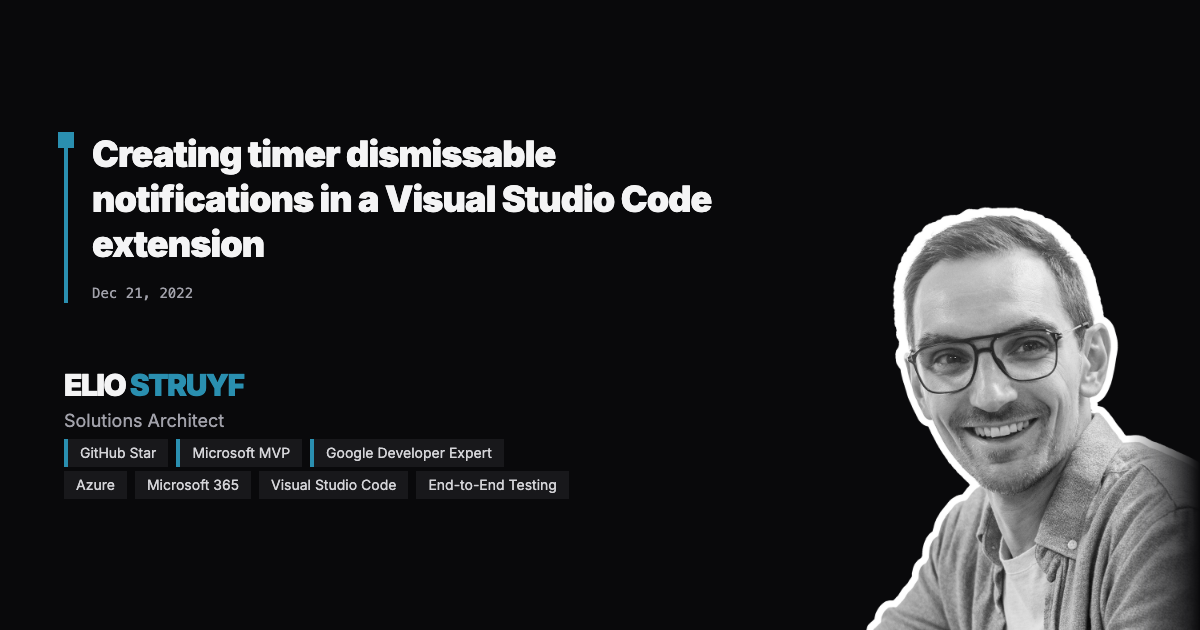 Creating timer dismissable
notifications in a Visual Studio Code
extension
Dec 21, 2022
ELIO STRUYF
Solutions Architect
GitHub Star Microsoft MVP Google Developer Expert
Azure Microsoft 365 Visual Studio Code End-to-End Testing